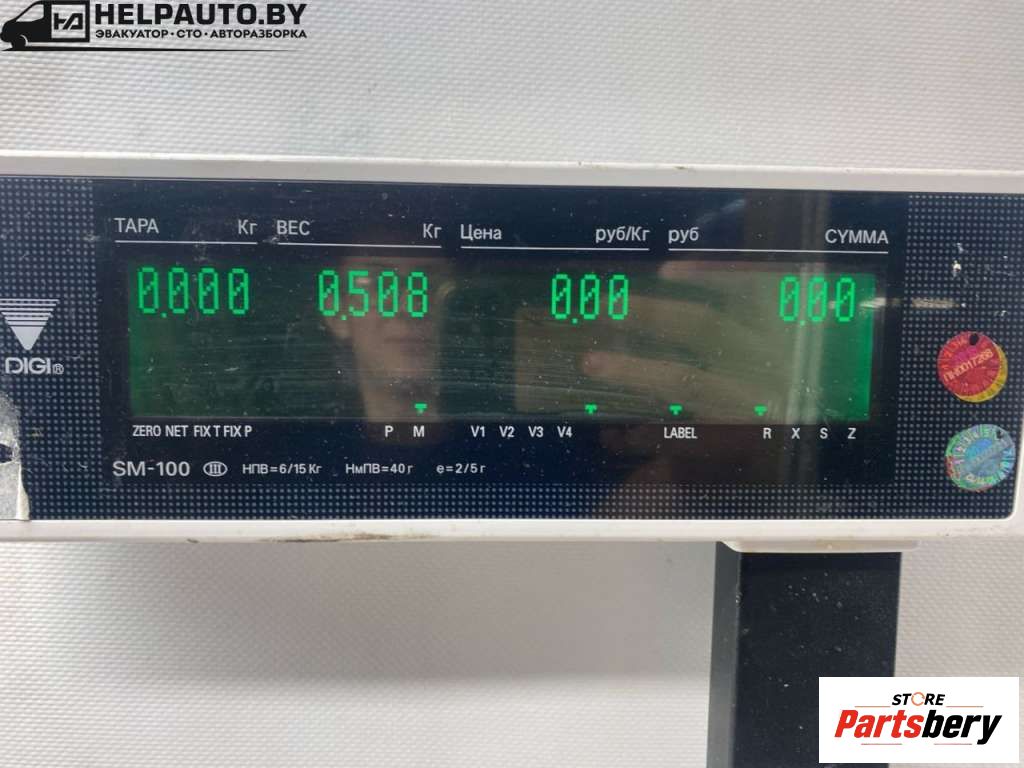 HELPAUTO.BY
ЭВАКУАТОР·СТО·АВТОРАЗБОРКА
ТАРА Кг ВЕС Кг Цена руб/Кг руб СУММА
0.000 0.508 0.00 0.00
DIGI®
ZERO NET FIX T FIX P P M V1 V2 V3 V4 LABEL R X S Z
SM-100 III НПВ=6/15 Кг НмПВ=40 г e=2/5 г
STORE
Partsbery